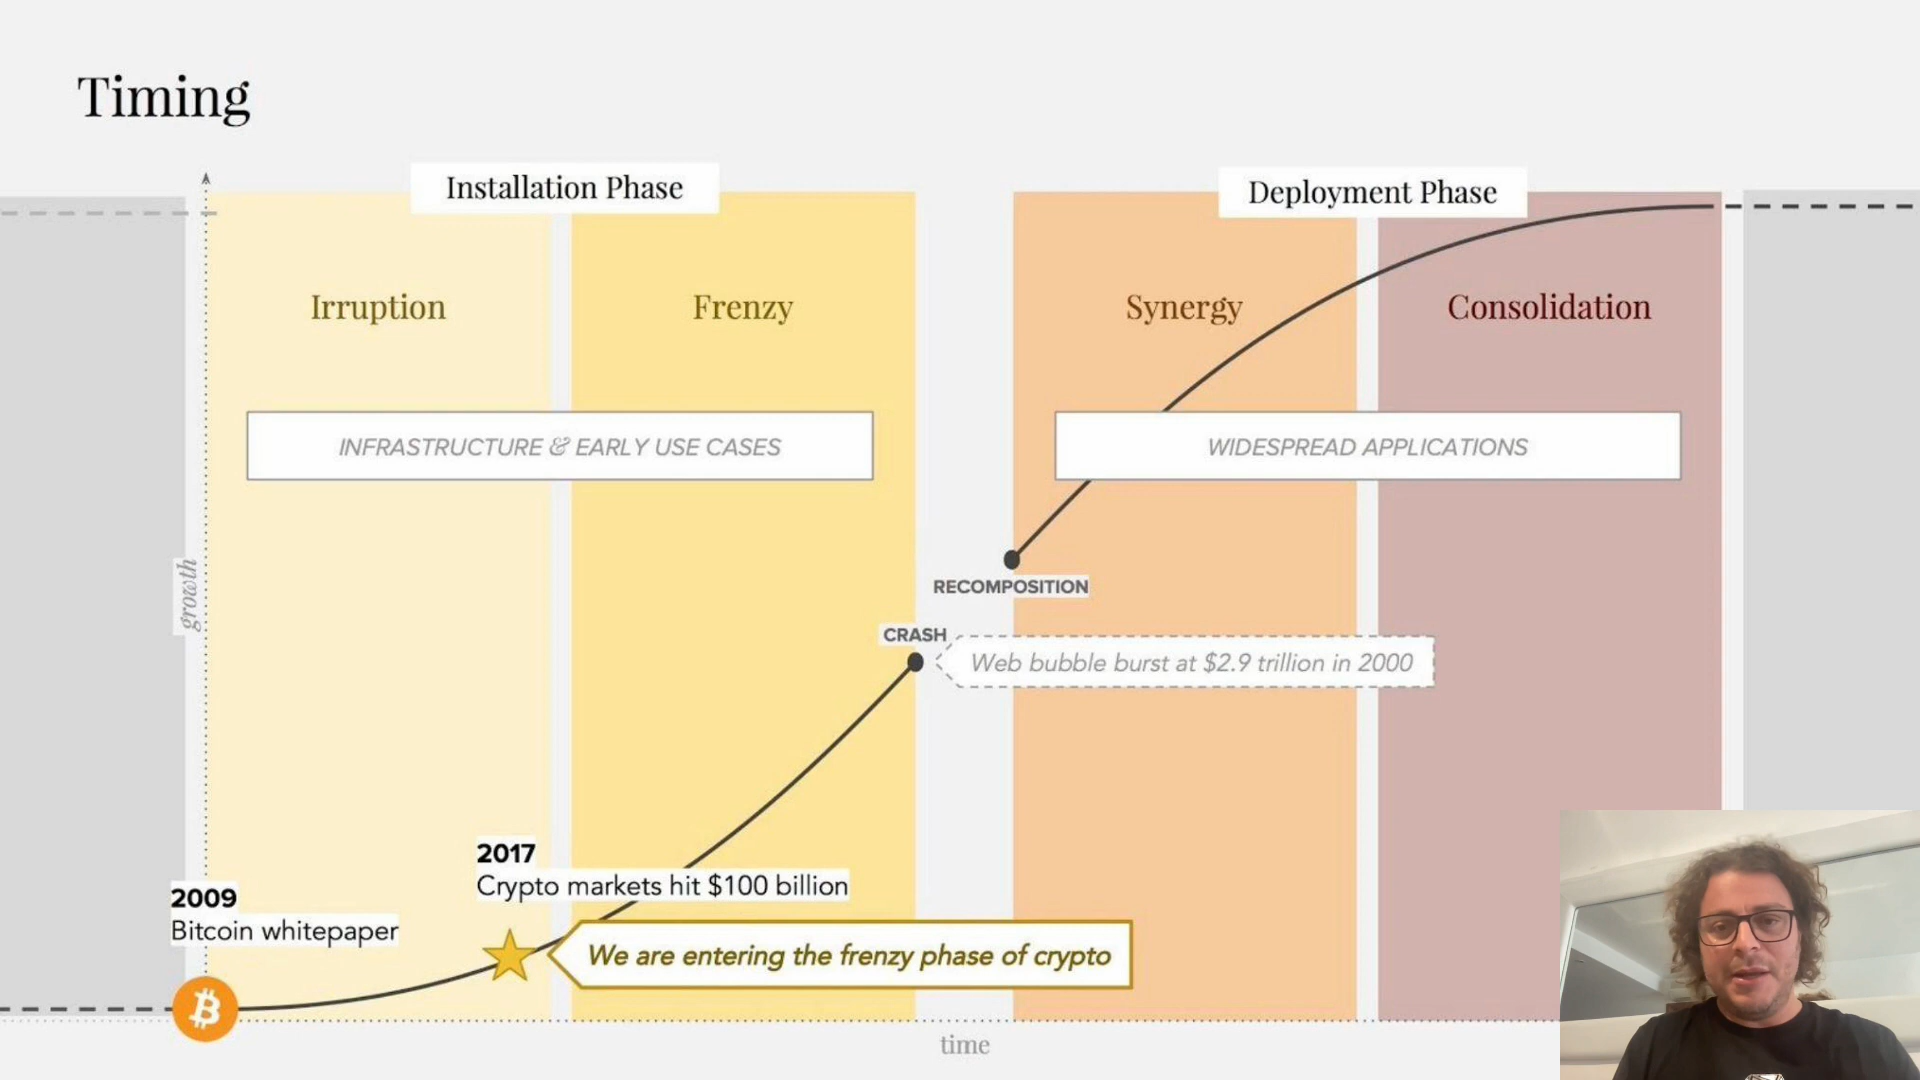 Timing
Installation Phase
Deployment Phase
Irruption
Frenzy
Synergy
Consolidation
INFRASTRUCTURE & EARLY USE CASES
WIDESPREAD APPLICATIONS
growth
RECOMPOSITION
CRASH
Web bubble burst at $2.9 trillion in 2000
2017
Crypto markets hit $100 billion
2009
Bitcoin whitepaper
We are entering the frenzy phase of crypto
time